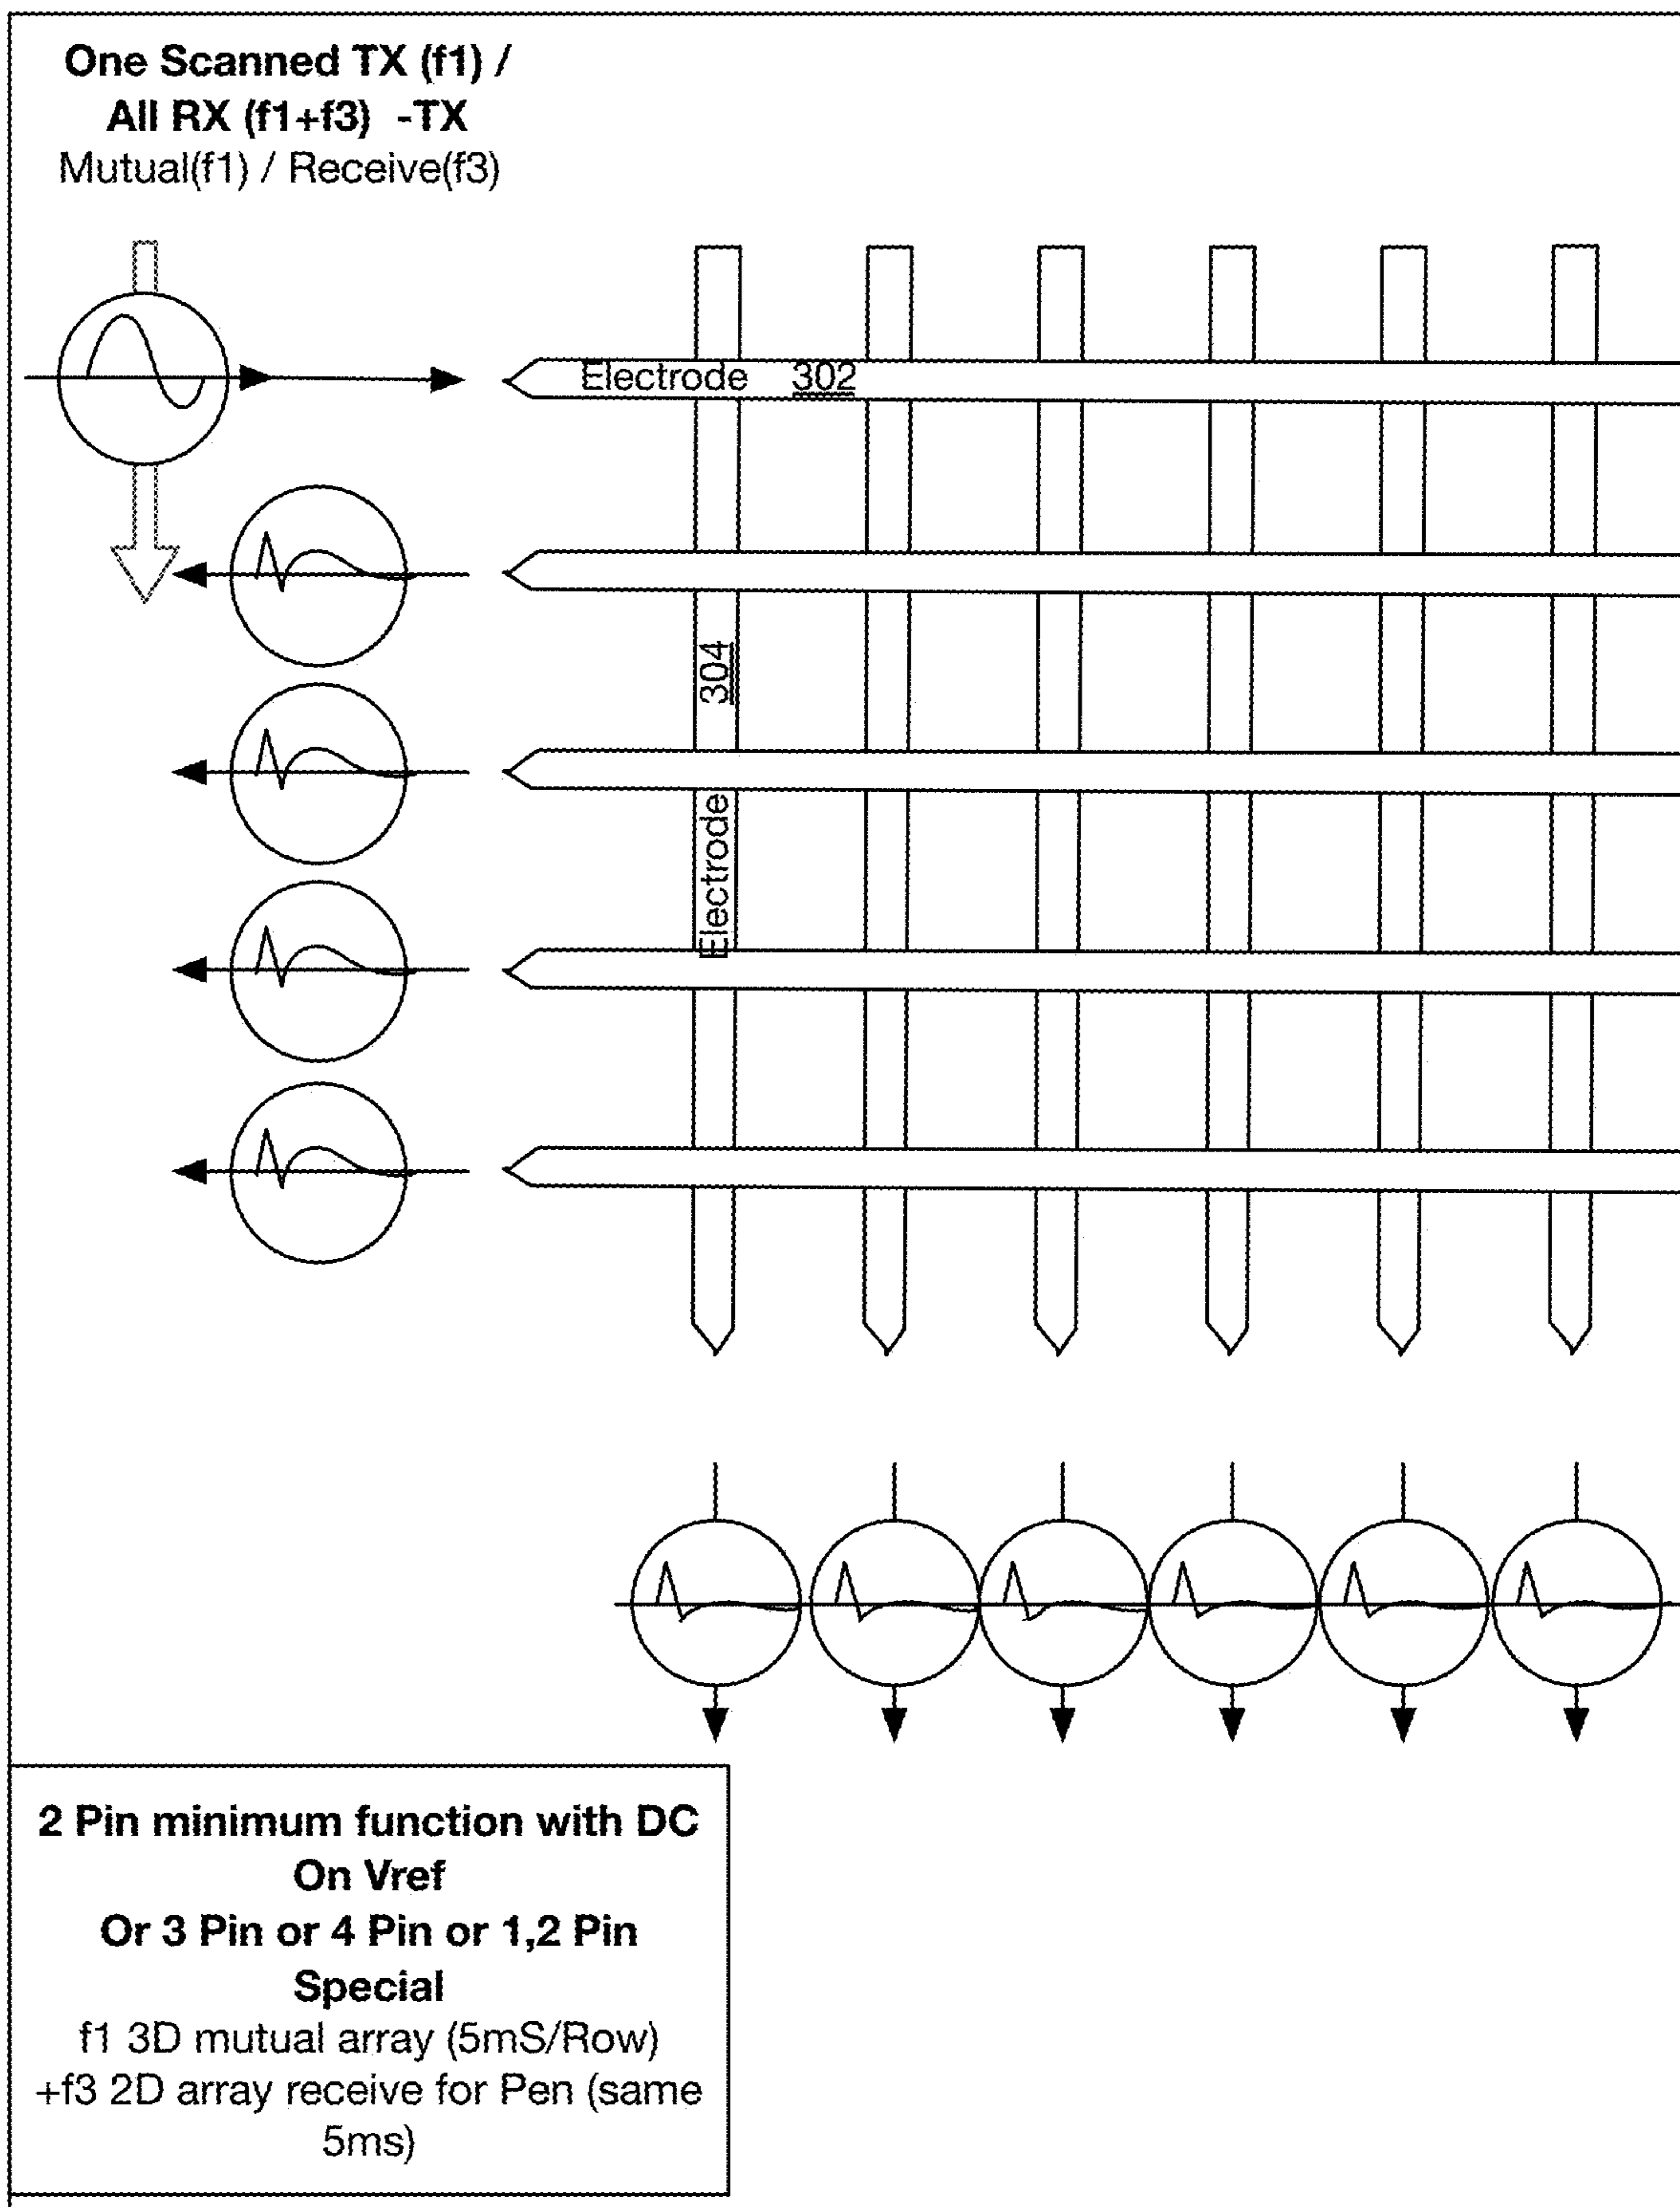 One Scanned TX (f1) /
All RX (f1+f3) -TX
Mutual(f1) / Receive(f3)
Electrode 302
Electrode 304
2 Pin minimum function with DC
On Vref
Or 3 Pin or 4 Pin or 1,2 Pin
Special
f1 3D mutual array (5mS/Row)
+f3 2D array receive for Pen (same
5ms)